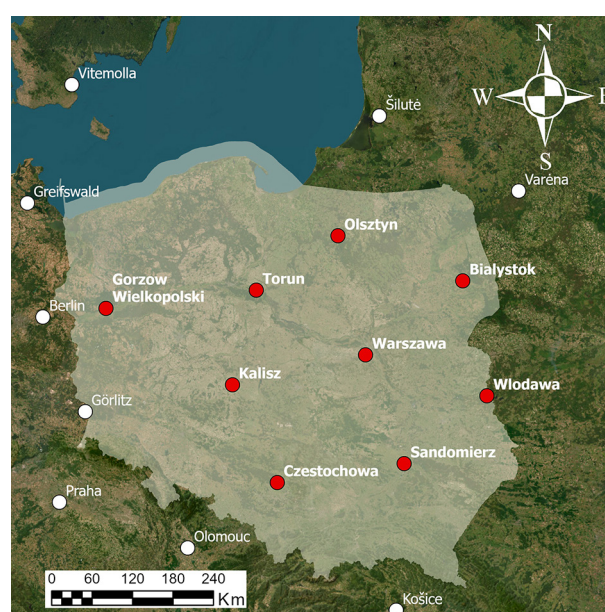 N
Vitemolla
W
E
Šilutė
S
Greifswald
Varėna
Olsztyn
Bialystok
Gorzow
Wielkopolski
Torun
Berlin
Warszawa
Kalisz
Wlodawa
Görlitz
Sandomierz
Czestochowa
Praha
Olomouc
0 60 120 180 240
Km
Košice